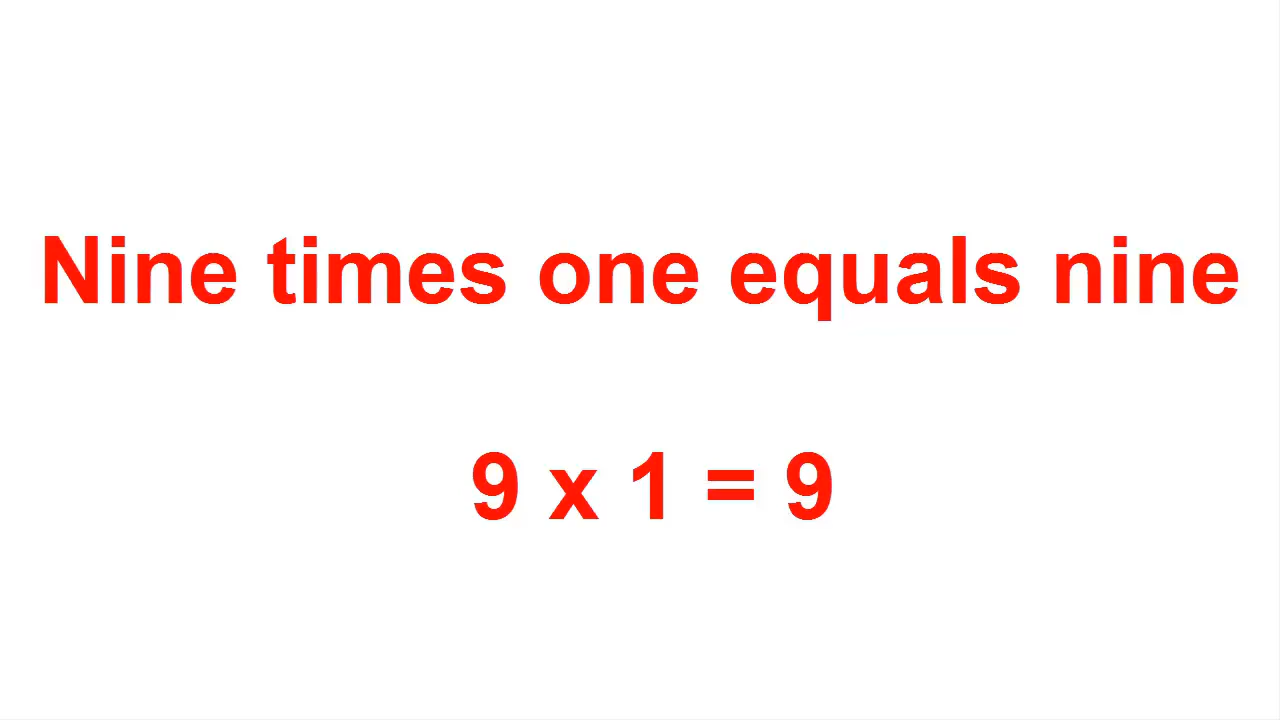 Nine times one equals nine
9 x 1 = 9